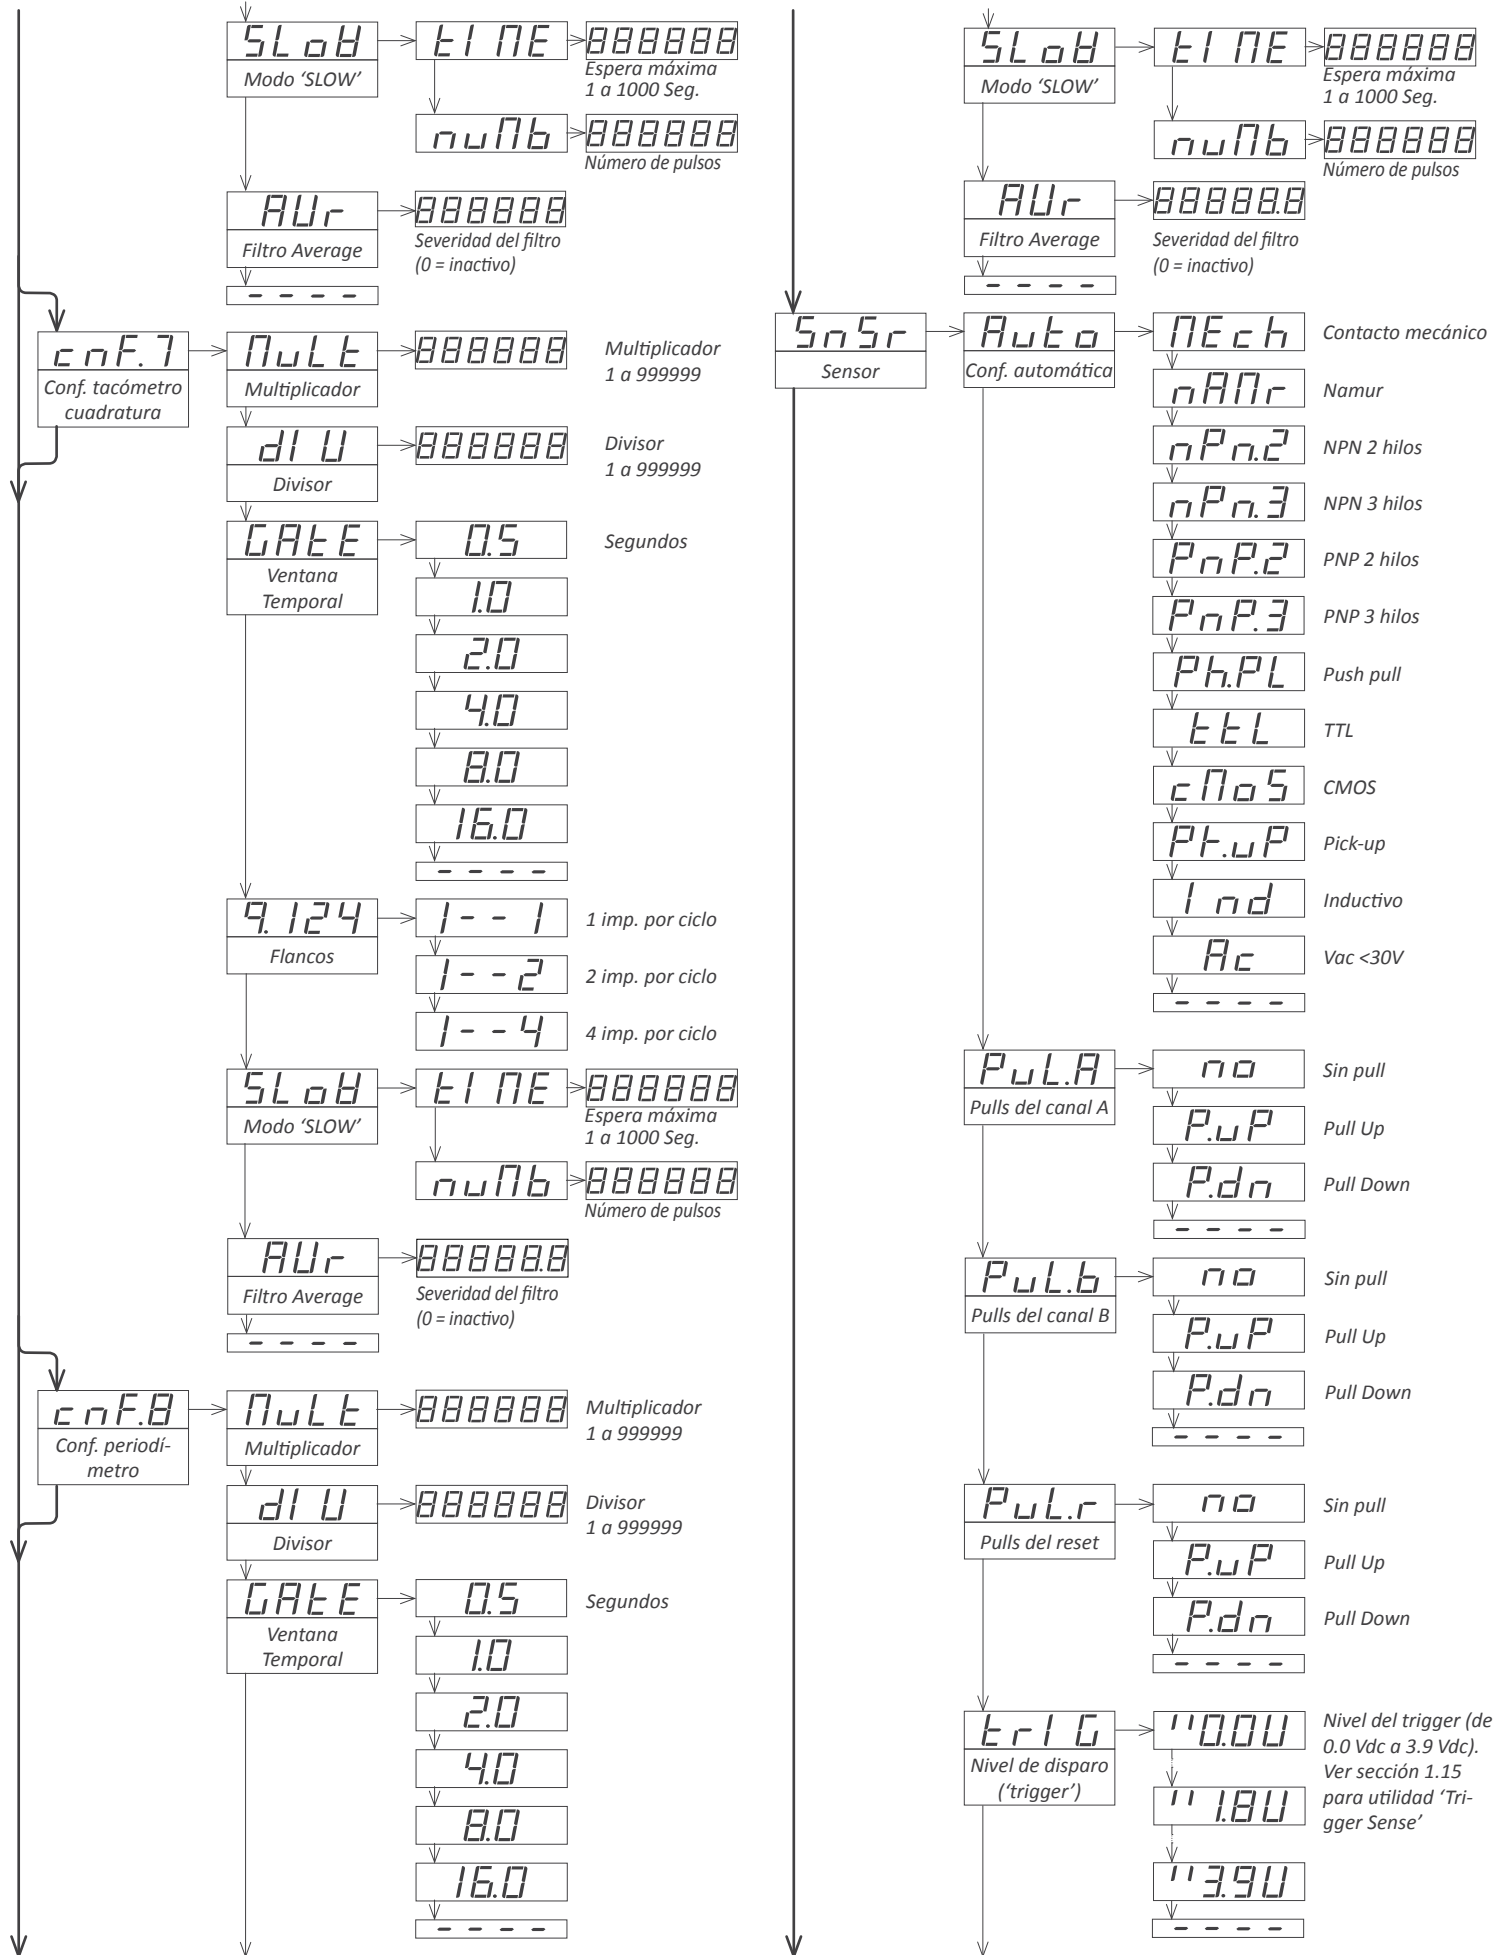 SLoW
Modo ‘SLOW’
tIME
888888
Espera máxima
1 a 1000 Seg.
nuMb
888888
Número de pulsos
AVr
Filtro Average
888888
Severidad del filtro
(0 = inactivo)
----
cnF.7
Conf. tacómetro
cuadratura
MuLt
Multiplicador
888888
Multiplicador
1 a 999999
dIV
Divisor
888888
Divisor
1 a 999999
GAtE
Ventana
Temporal
0.5
Segundos
1.0
2.0
4.0
8.0
16.0
----
q.124
Flancos
1--1
1 imp. por ciclo
1--2
2 imp. por ciclo
1--4
4 imp. por ciclo
SLoW
Modo ‘SLOW’
tIME
888888
Espera máxima
1 a 1000 Seg.
nuMb
888888
Número de pulsos
AVr
Filtro Average
88888.8
Severidad del filtro
(0 = inactivo)
----
cnF.8
Conf. periodí-
metro
MuLt
Multiplicador
888888
Multiplicador
1 a 999999
dIV
Divisor
888888
Divisor
1 a 999999
GAtE
Ventana
Temporal
0.5
Segundos
1.0
2.0
4.0
8.0
16.0
----
SLoW
Modo ‘SLOW’
tIME
888888
Espera máxima
1 a 1000 Seg.
nuMb
888888
Número de pulsos
AVr
Filtro Average
88888.8
Severidad del filtro
(0 = inactivo)
----
SnSr
Sensor
Auto
Conf. automática
MEch
Contacto mecánico
nAMr
Namur
nPn.2
NPN 2 hilos
nPn.3
NPN 3 hilos
PnP.2
PNP 2 hilos
PnP.3
PNP 3 hilos
Ph.PL
Push pull
ttL
TTL
cMoS
CMOS
Pk.uP
Pick-up
Ind
Inductivo
Ac
Vac <30V
----
PuL.A
Pulls del canal A
no
Sin pull
P.uP
Pull Up
P.dn
Pull Down
----
PuL.b
Pulls del canal B
no
Sin pull
P.uP
Pull Up
P.dn
Pull Down
----
PuL.r
Pulls del reset
no
Sin pull
P.uP
Pull Up
P.dn
Pull Down
----
trIG
Nivel de disparo
(‘trigger’)
''0.0V
Nivel del trigger (de
0.0 Vdc a 3.9 Vdc).
Ver sección 1.15
para utilidad ‘Tri-
gger Sense’
'' 1.8V
''3.9V
----